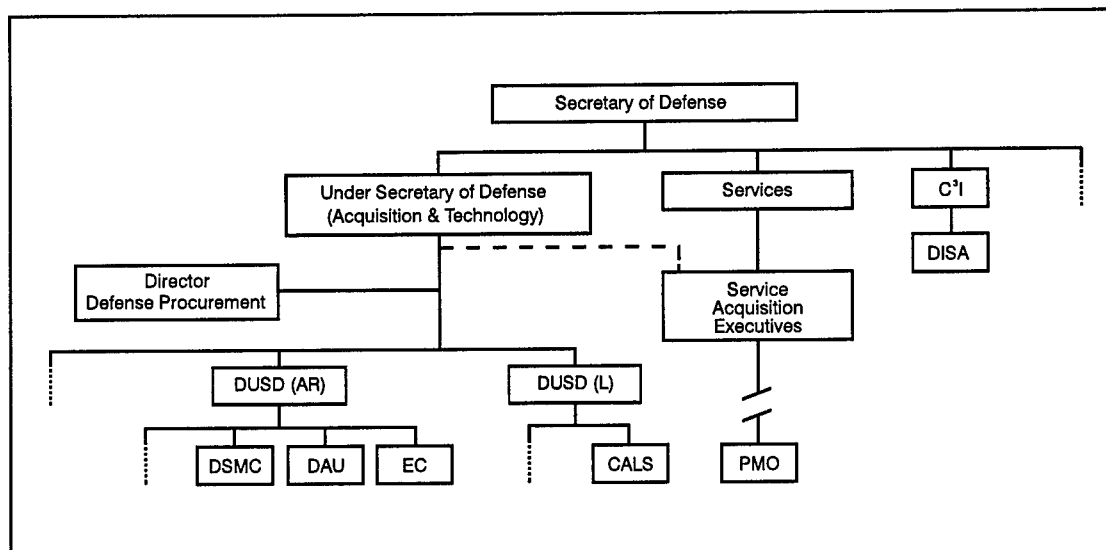 Secretary of Defense
Under Secretary of Defense
(Acquisition & Technology)
Services
C³I
DISA
Director
Defense Procurement
Service
Acquisition
Executives
DUSD (AR)
DUSD (L)
DSMC
DAU
EC
CALS
PMO